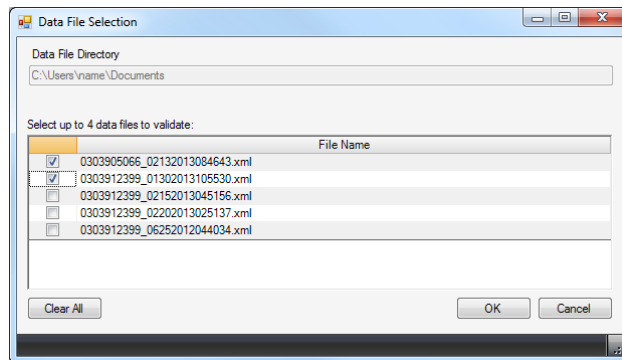 Data File Selection
Data File Directory
C:\Users\name\Documents
Select up to 4 data files to validate:
File Name
0303905066_02132013084643.xml
0303912399_01302013105530.xml
0303912399_02152013045156.xml
0303912399_02202013025137.xml
0303912399_06252012044034.xml
Clear All OK Cancel